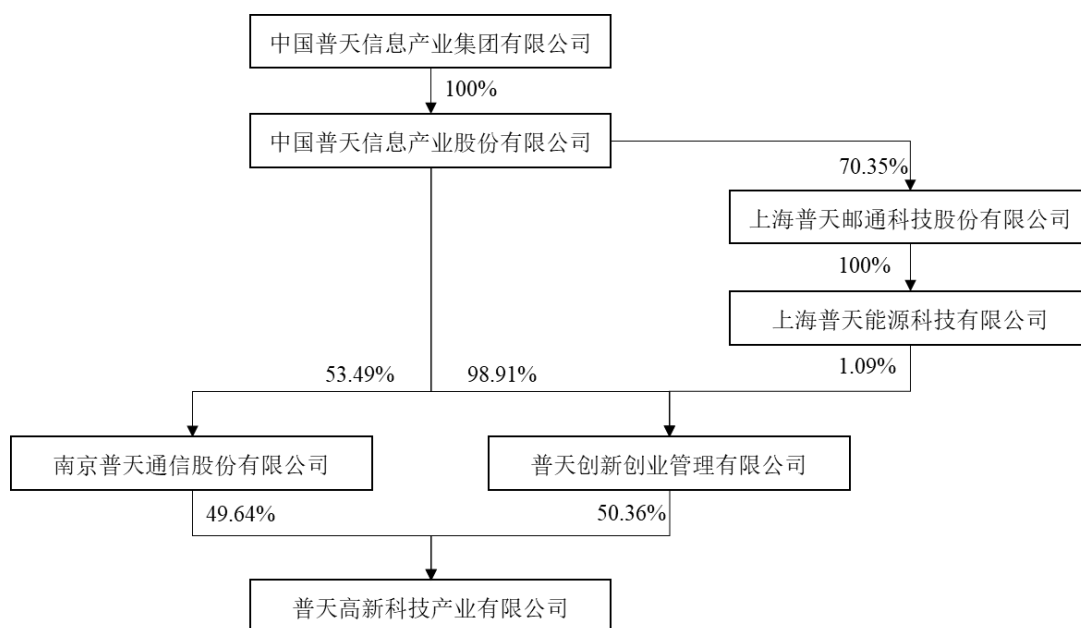 中国普天信息产业集团有限公司
100%
中国普天信息产业股份有限公司
70.35%
上海普天邮通科技股份有限公司
100%
上海普天能源科技有限公司
53.49%
98.91%
1.09%
南京普天通信股份有限公司
普天创新创业管理有限公司
49.64%
50.36%
普天高新科技产业有限公司